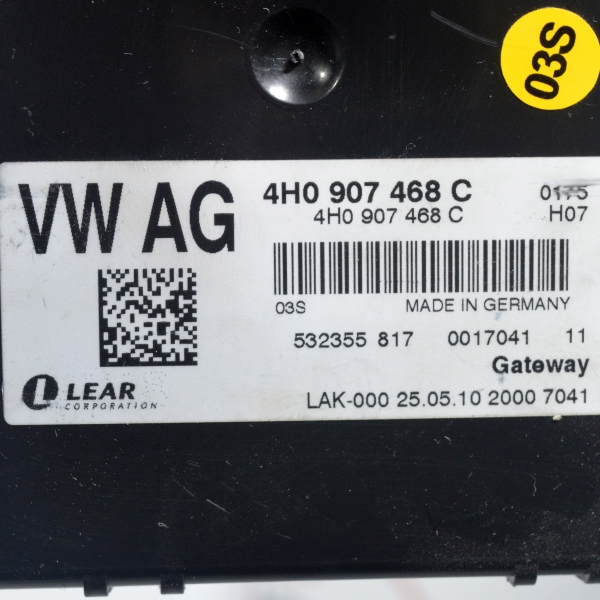 03S
VW AG
4H0 907 468 C 0175
4H0 907 468 C H07
03S MADE IN GERMANY
532355 817 0017041 11
Gateway
LEAR
CORPORATION
LAK-000 25.05.10 2000 7041